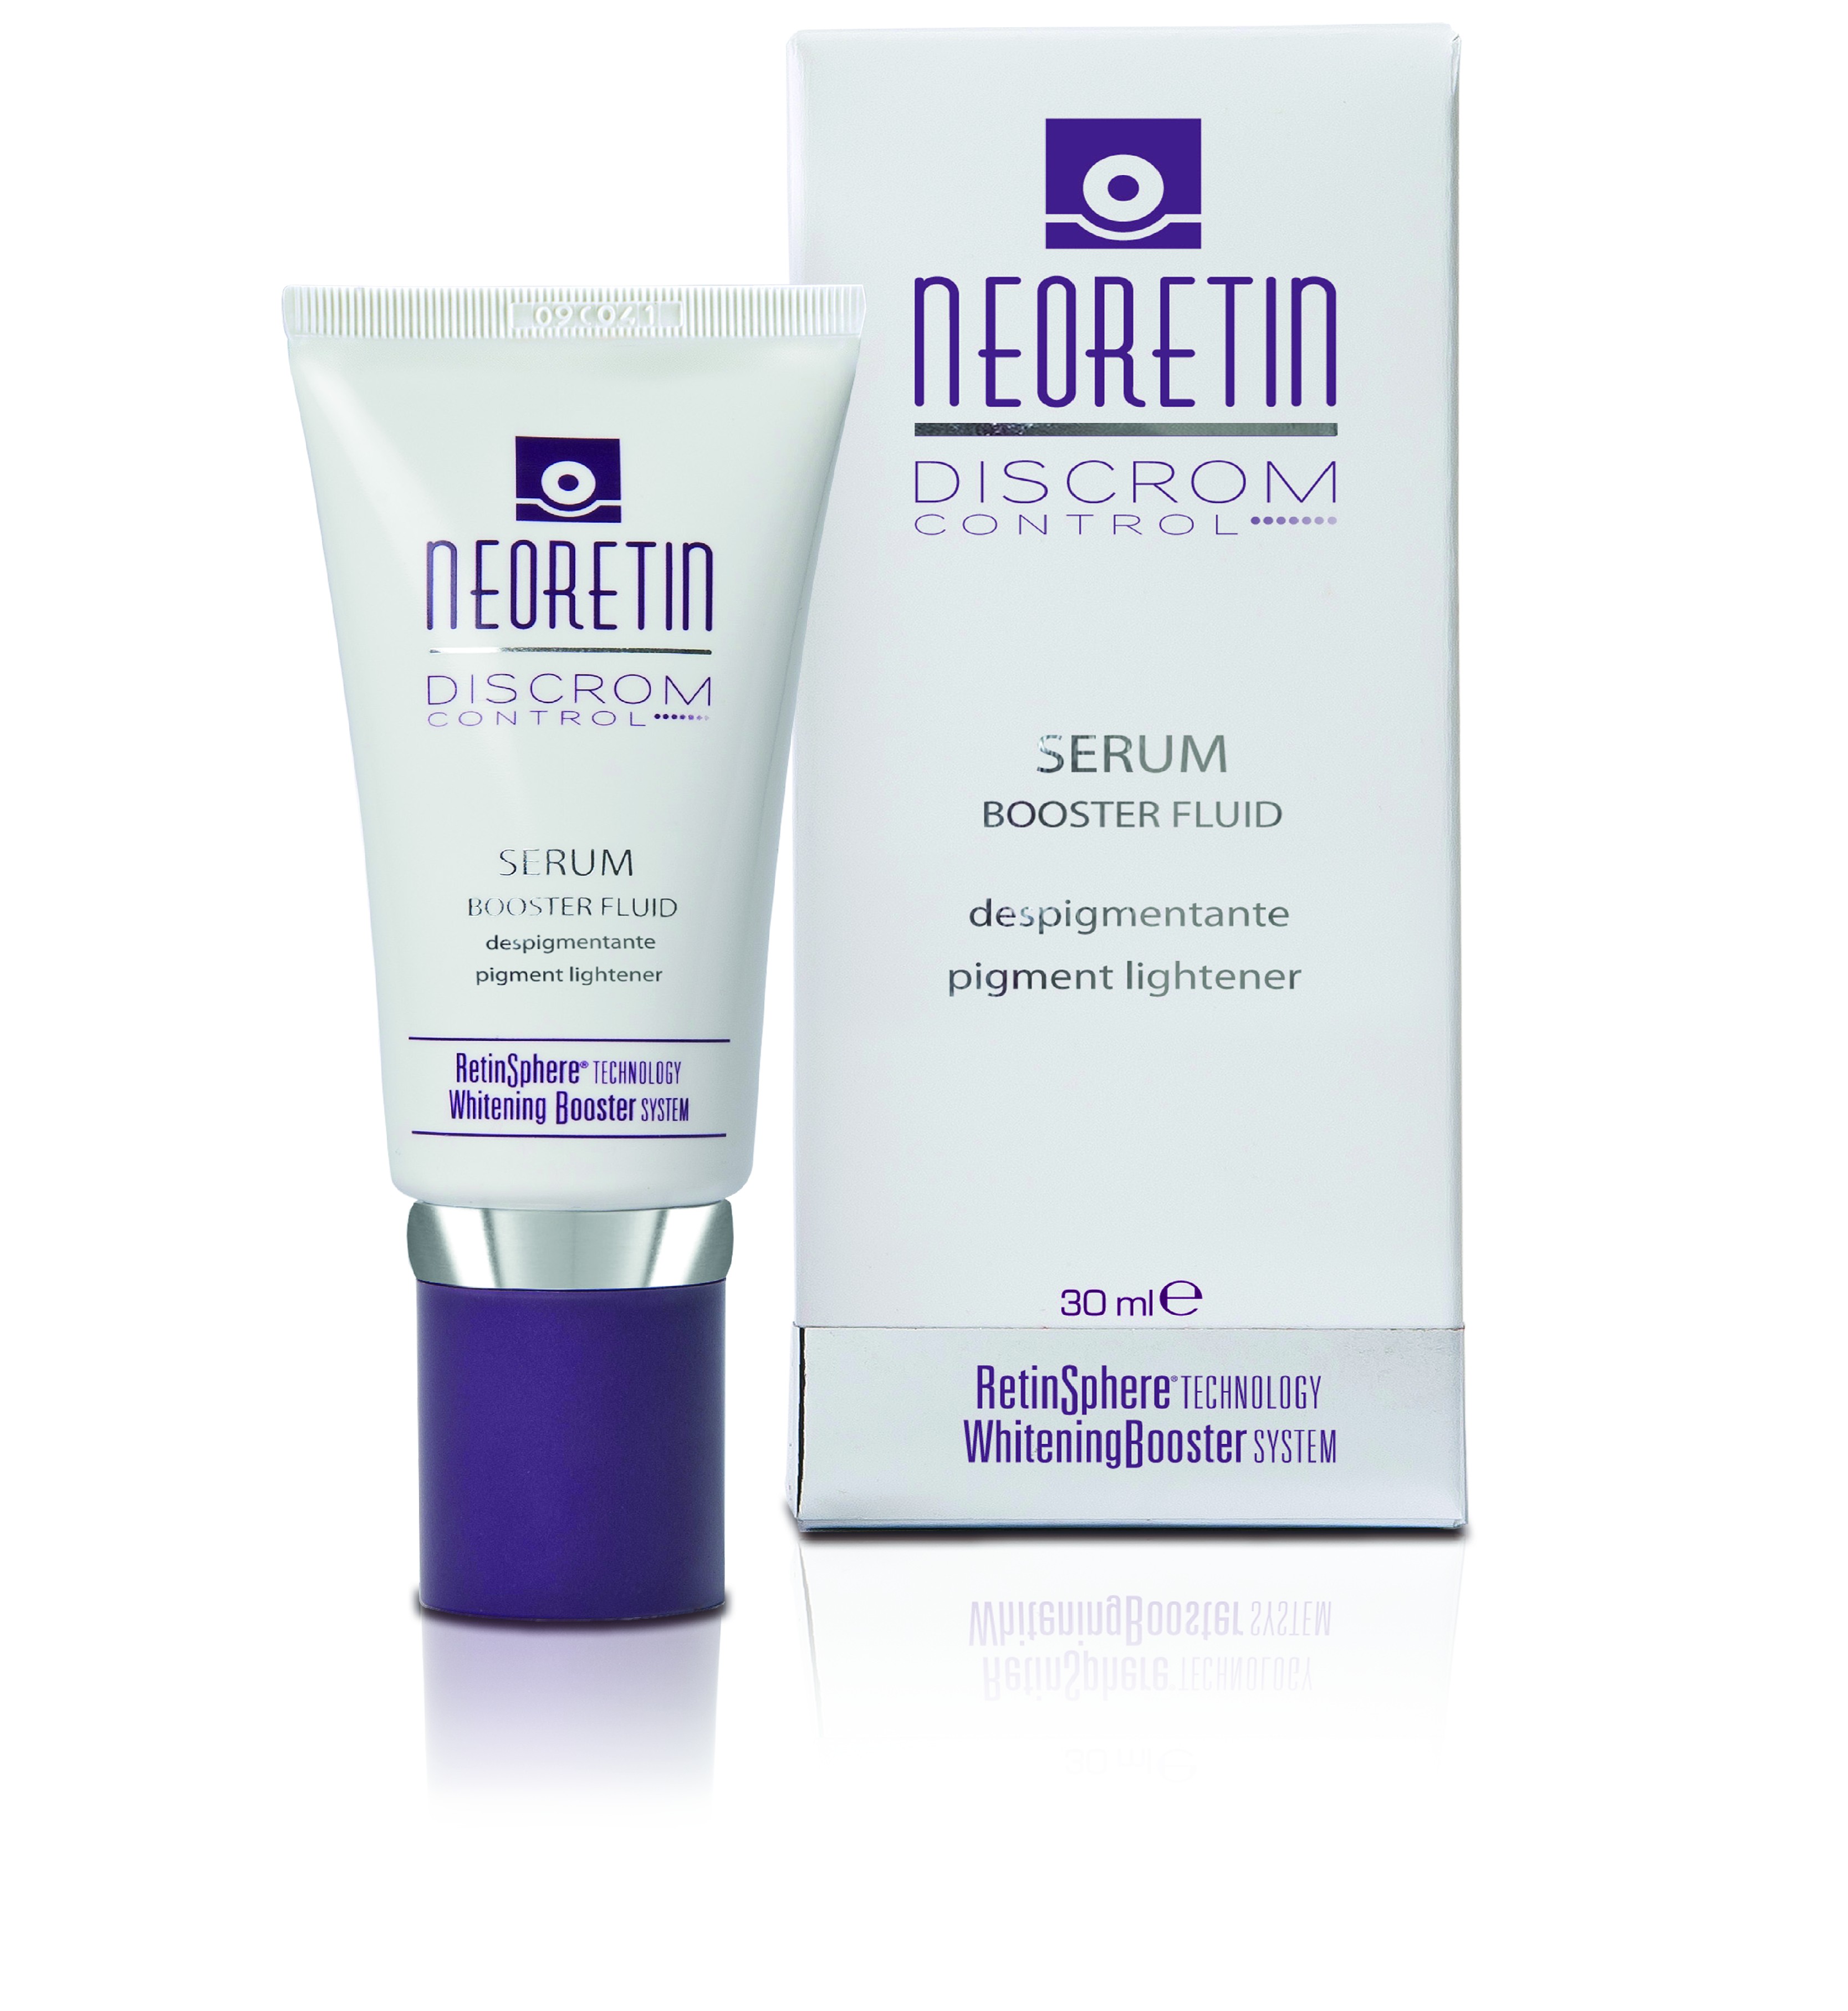 09C041
NEORETIN
DISCROM
CONTROL
SERUM
BOOSTER FLUID
despigmentante
pigment lightener
RetinSphere® TECHNOLOGY
Whitening Booster SYSTEM
NEORETIN
DISCROM
CONTROL
SERUM
BOOSTER FLUID
despigmentante
pigment lightener
30 ml ℮
RetinSphere® TECHNOLOGY
WhiteningBooster SYSTEM